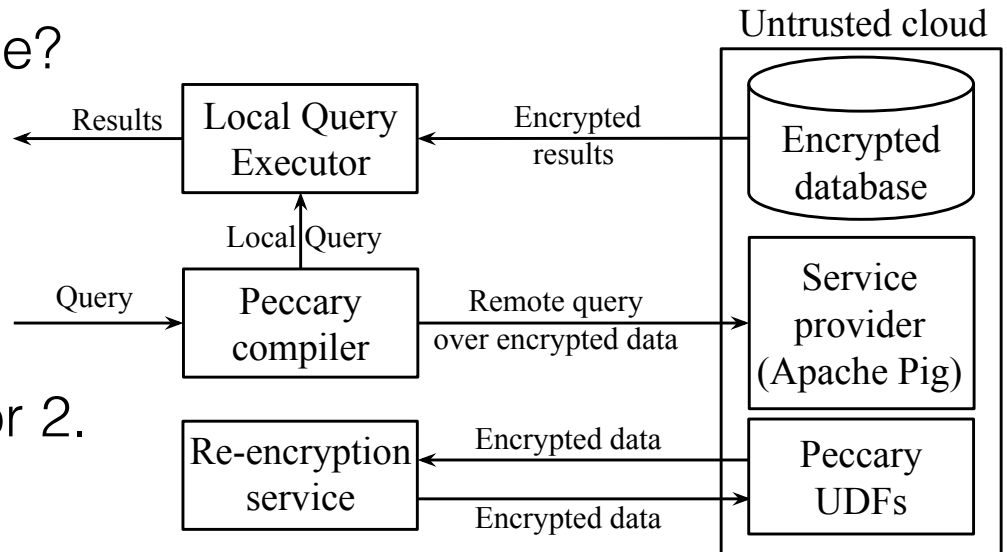 e?
r 2.
Untrusted cloud
Results
Local Query
Executor
Encrypted
results
Encrypted
database
Local Query
Query
Peccary
compiler
Remote query
over encrypted data
Service
provider
(Apache Pig)
Re-encryption
service
Encrypted data
Encrypted data
Peccary
UDFs